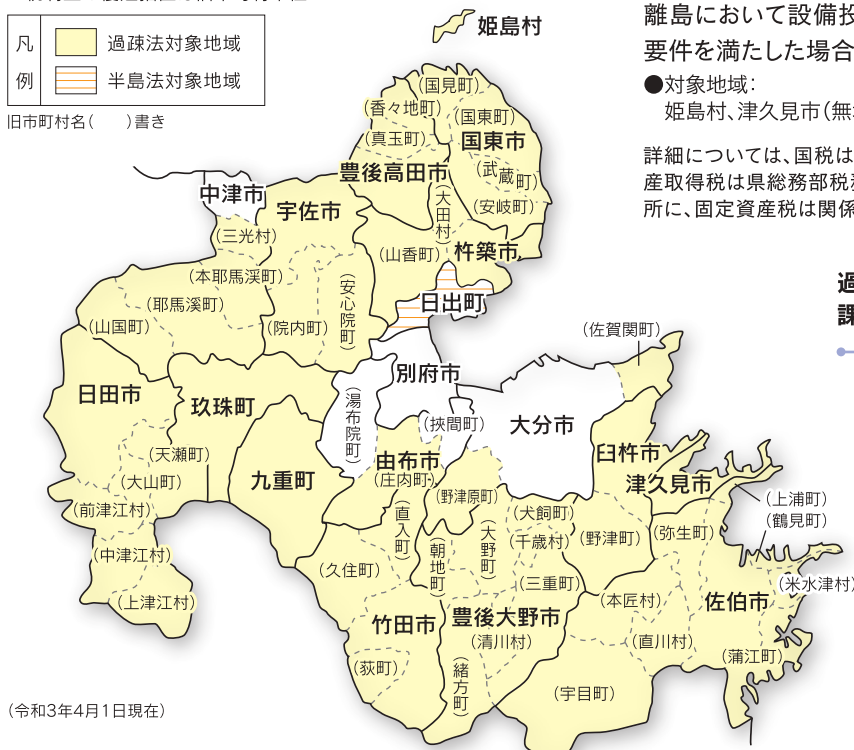 姫島村
凡例
過疎法対象地域
半島法対象地域
旧市町村名(　　)書き
離島において設備投
要件を満たした場合
●対象地域：
姫島村、津久見市(無
詳細については、国税は
産取得税は県総務部税
所に、固定資産税は関係
過
課
(国見町)
(香々地町)
(国東町)
(真玉町)
国東市
豊後高田市
(武蔵町)
中津市
(大田村)
宇佐市
(安岐町)
(三光村)
(山香町)
杵築市
(本耶馬渓町)
(安心院町)
日出町
(耶馬溪町)
(山国町)
(院内町)
(佐賀関町)
別府市
日田市
玖珠町
(湯布院町)
(挾間町)
大分市
(天瀬町)
由布市
臼杵市
九重町
(庄内町)
津久見市
(大山町)
(野津原町)
(上浦町)
(前津江村)
(直入町)
(犬飼町)
(鶴見町)
(大野町)
(千歳村)
(野津町)
(弥生町)
(中津江村)
(朝地町)
(久住町)
(三重町)
(米水津村)
(上津江村)
(本匠村)
佐伯市
竹田市
豊後大野市
(清川村)
(直川村)
(荻町)
(緒方町)
(蒲江町)
(宇目町)
(令和3年4月1日現在)